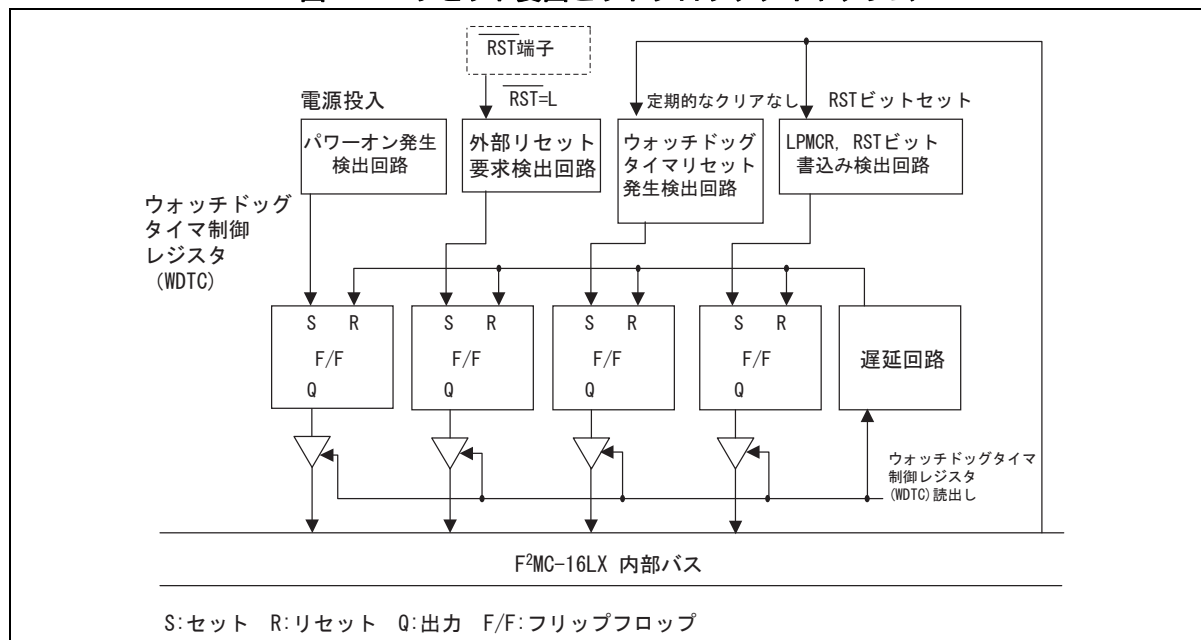 RST端子
電源投入
RST=L
定期的なクリアなし
RSTビットセット
パワーオン発生
検出回路
外部リセット
要求検出回路
ウォッチドッグ
タイマリセット
発生検出回路
LPMCR, RSTビット
書込み検出回路
ウォッチドッグ
タイマ制御
レジスタ
(WDTC)
S R
F/F
Q
S R
F/F
Q
S R
F/F
Q
S R
F/F
Q
遅延回路
ウォッチドッグタイマ
制御レジスタ
(WDTC)読出し
F²MC-16LX 内部バス
S:セット R:リセット Q:出力 F/F:フリップフロップ